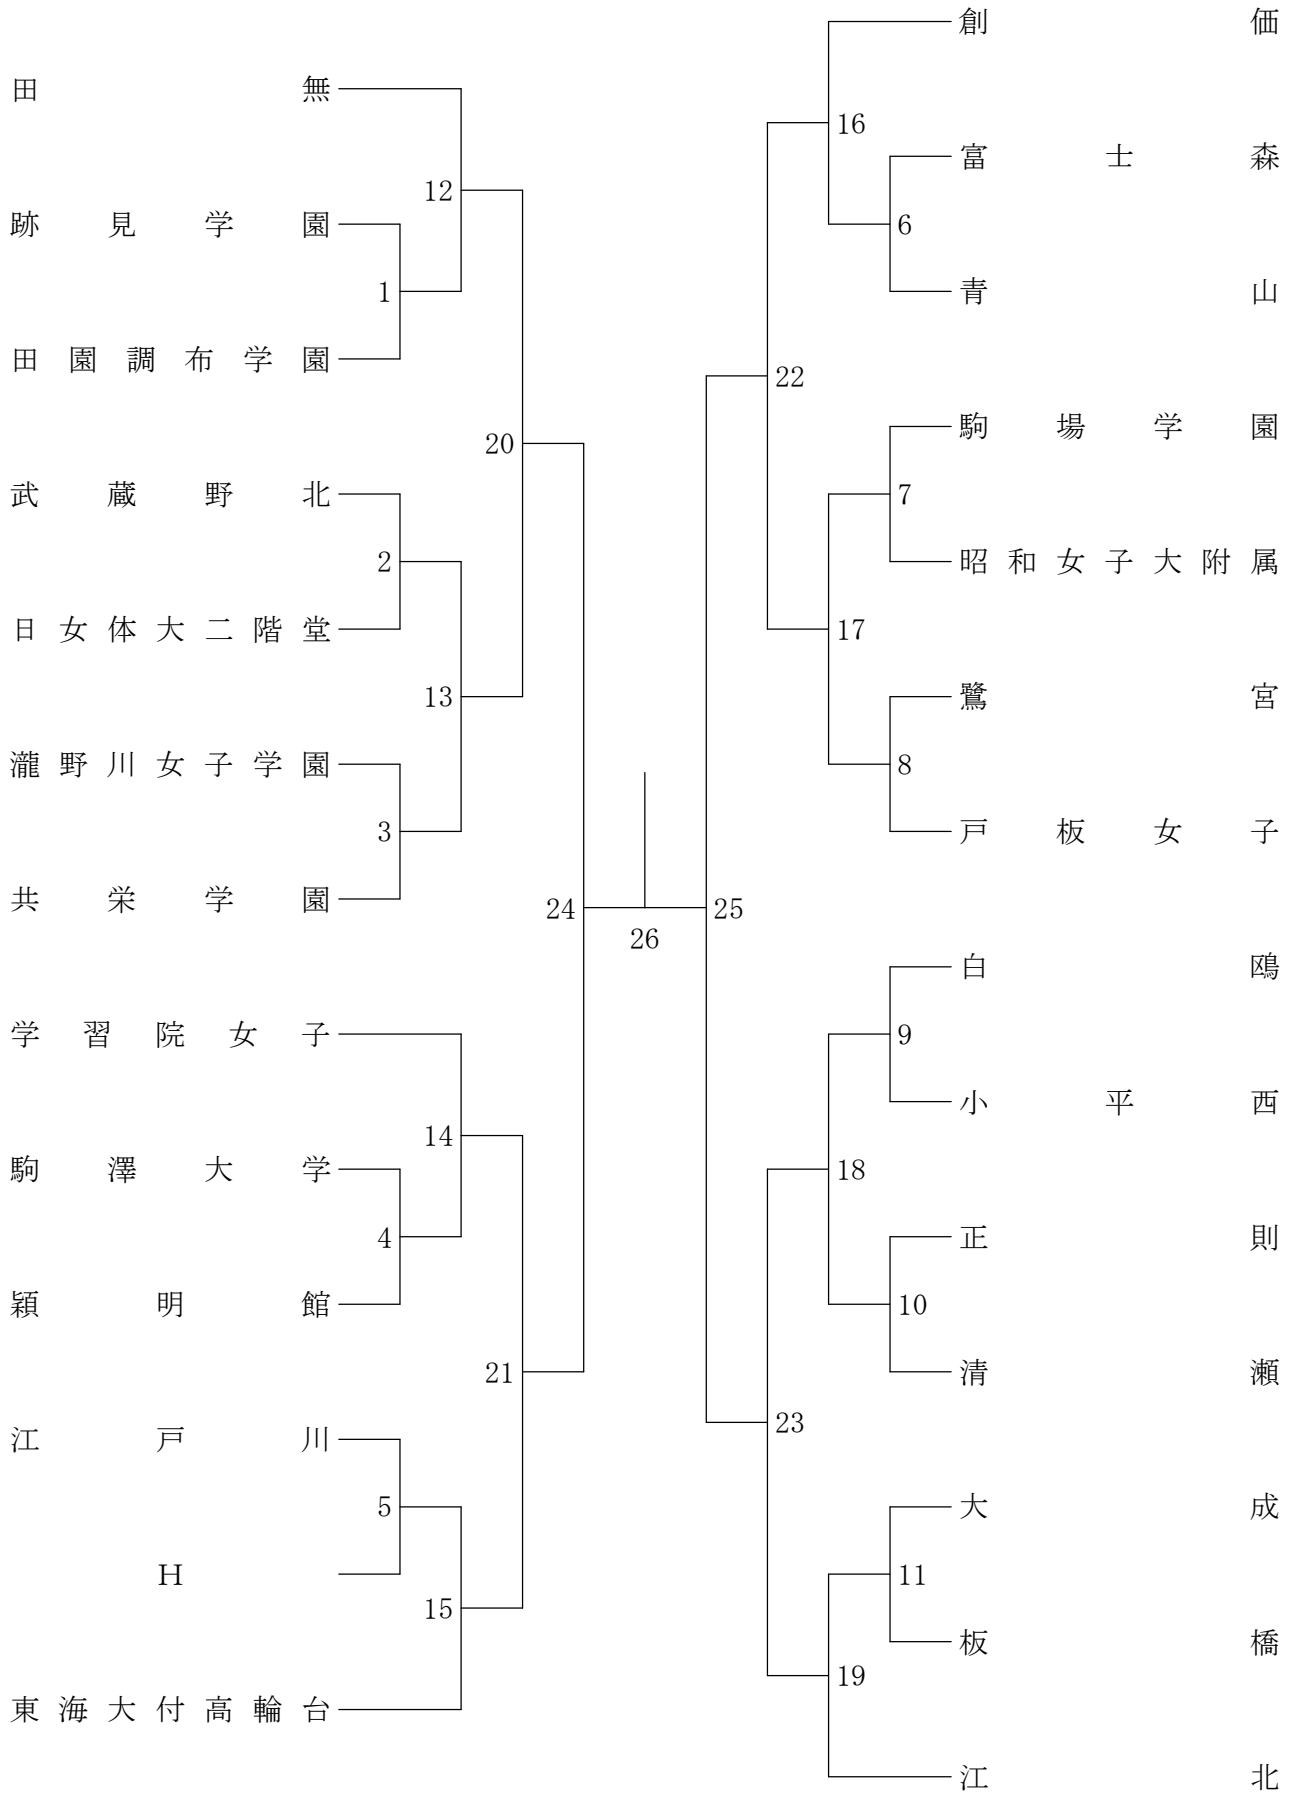 田無
12
跡見学園
1
田園調布学園
20
武蔵野北
2
日女体大二階堂
13
瀧野川女子学園
3
共栄学園
24
学習院女子
14
駒澤大学
4
穎明館
21
江戸川
5
H
15
東海大付高輪台
26
創価
16
富士森
6
青山
22
駒場学園
7
昭和女子大附属
17
鷺宮
8
戸板女子
25
白鴎
9
小平西
18
正則
10
清瀬
23
大成
11
板橋
19
江北